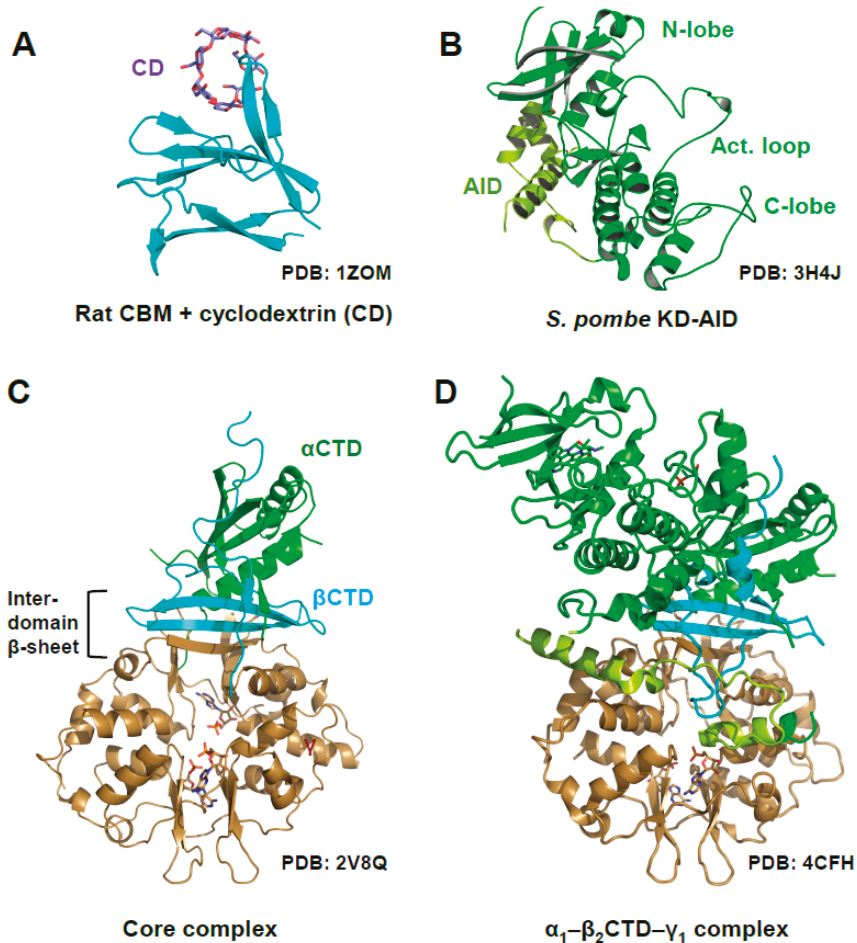 A
CD
PDB: 1ZOM
Rat CBM + cyclodextrin (CD)
B
N-lobe
Act. loop
AID
C-lobe
PDB: 3H4J
S. pombe KD-AID
C
αCTD
βCTD
Inter-
domain
β-sheet
PDB: 2V8Q
Core complex
D
PDB: 4CFH
α₁–β₂CTD–γ₁ complex